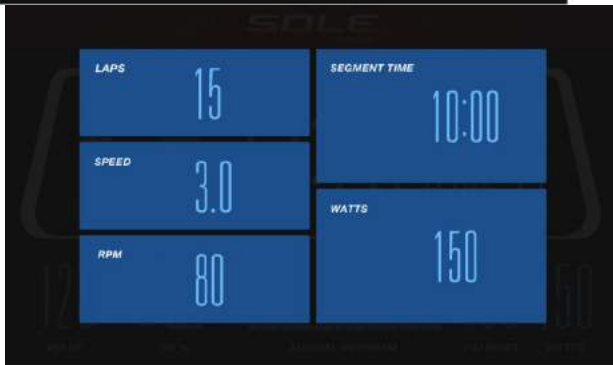 SOLE
LAPS
15
SPEED
3.0
RPM
80
SEGMENT TIME
10:00
WATTS
150